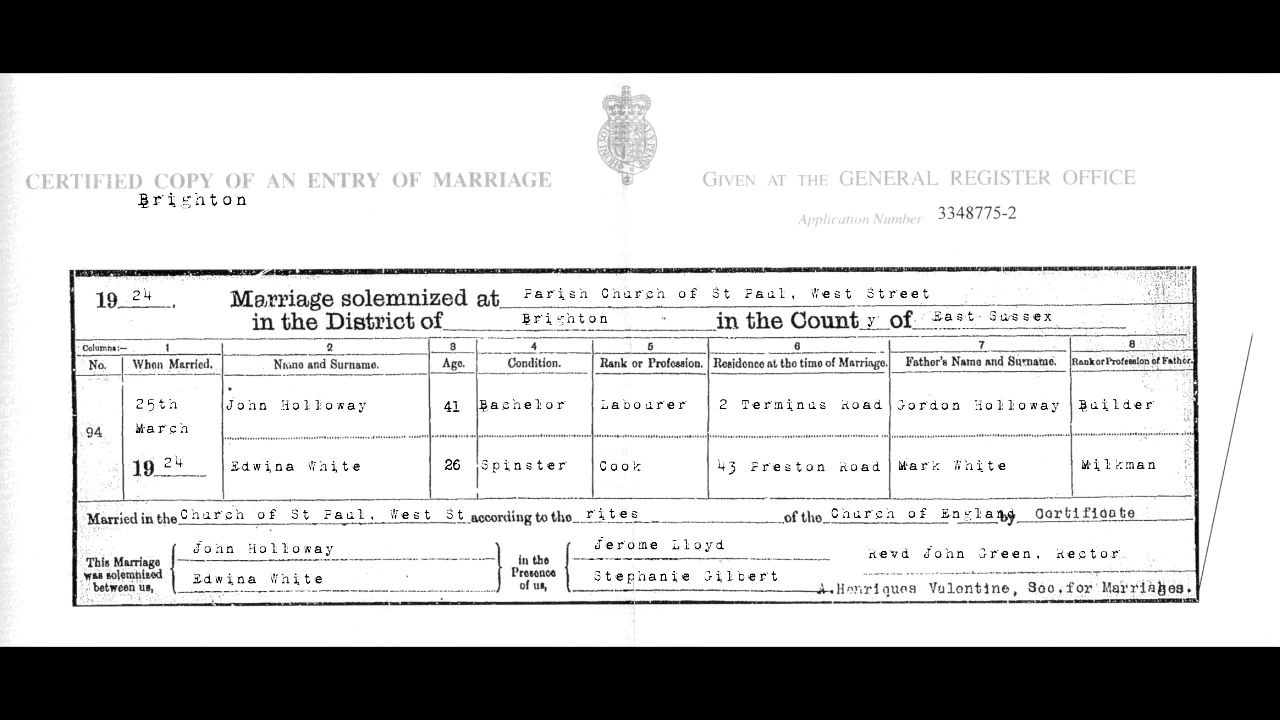 CERTIFIED COPY OF AN ENTRY OF MARRIAGE
GIVEN AT THE GENERAL REGISTER OFFICE
Brighton
Application Number 3348775-2
19 24 . Marriage solemnized at Parish Church of St Paul, West Street
in the District of Brighton in the County of East Sussex
Columns:— 1 2 3 4 5 6 7 8
No. When Married. Name and Surname. Age. Condition. Rank or Profession. Residence at the time of Marriage. Father's Name and Surname. Rank or Profession of Father.
25th John Holloway 41 Bachelor Labourer 2 Terminus Road Gordon Holloway Builder
94 March
19 24 Edwina White 26 Spinster Cook 43 Preston Road Mark White Milkman
Married in the Church of St Paul, West St according to the rites of the Church of England by Certificate
This Marriage was solemnized between us,
John Holloway
Edwina White
in the Presence of us,
Jerome Lloyd
Stephanie Gilbert
Revd John Green, Rector
A. Henriques Valentine, Sec. for Marriages.